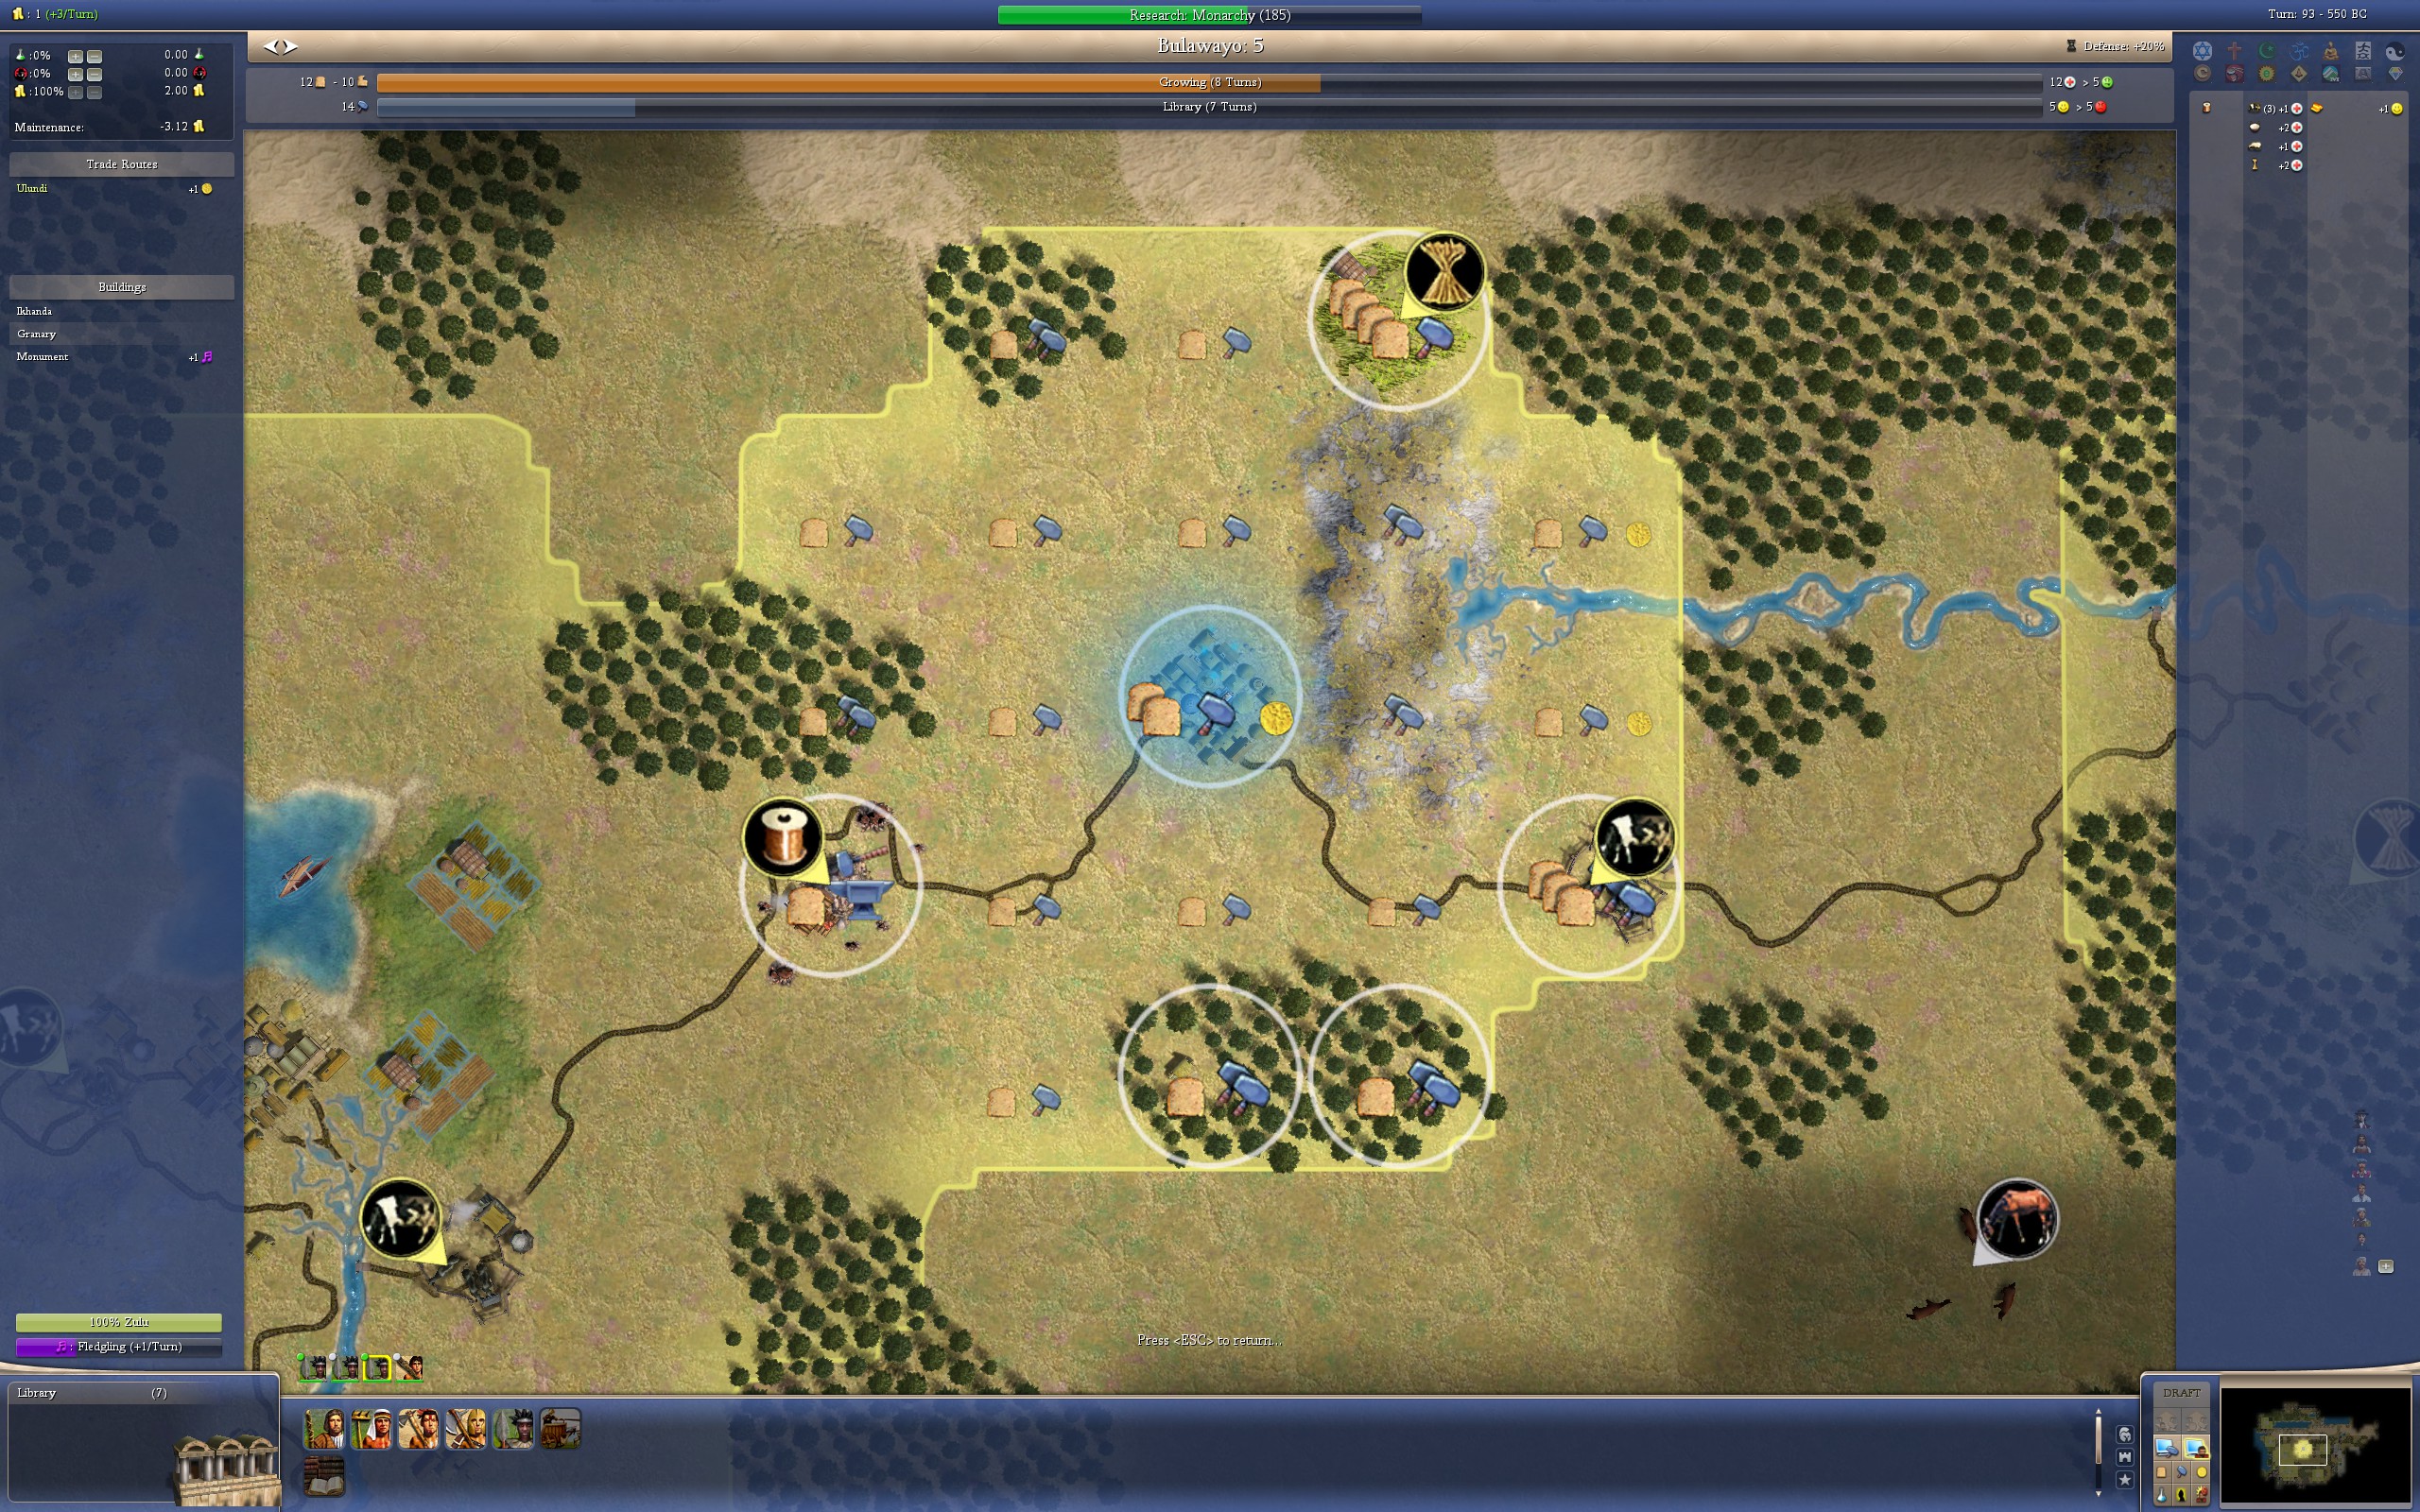 : 1 (+3/Turn)
Research: Monarchy (185)
Turn: 93 - 550 BC
Bulawayo: 5
Defense: +20%
:0% 0.00
:0% 0.00
:100% 2.00
Maintenance: -3.12
12 - 10 Growing (8 Turns) 12 > 5
14 Library (7 Turns) 5 > 5
(3) +1 +1
+2
+1
+2
Trade Routes
Ulundi +1
Buildings
Ikhanda
Granary
Monument +1
100% Zulu
: Fledgling (+1/Turn)
Press <ESC> to return...
Library (7)
DRAFT